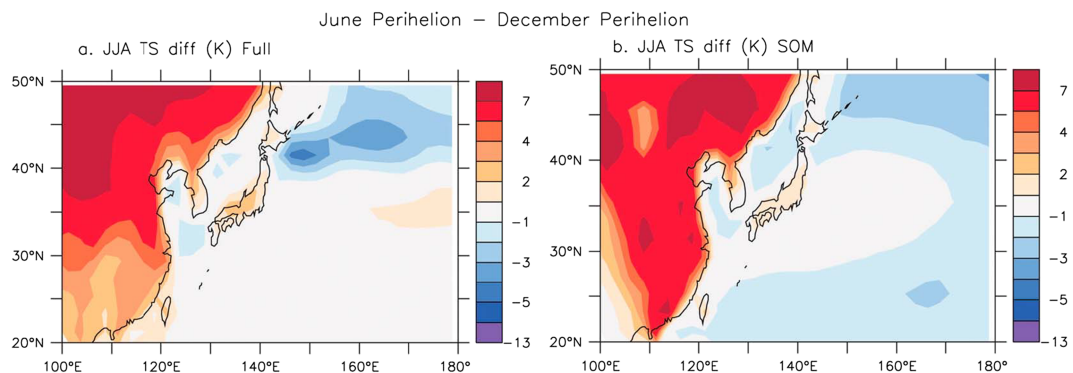 June Perihelion − December Perihelion
a. JJA TS diff (K) Full
b. JJA TS diff (K) SOM
50°N
40°N
30°N
20°N
100°E
120°E
140°E
160°E
180°
7
4
2
-1
-3
-5
-13
50°N
40°N
30°N
20°N
100°E
120°E
140°E
160°E
180°
7
4
2
-1
-3
-5
-13